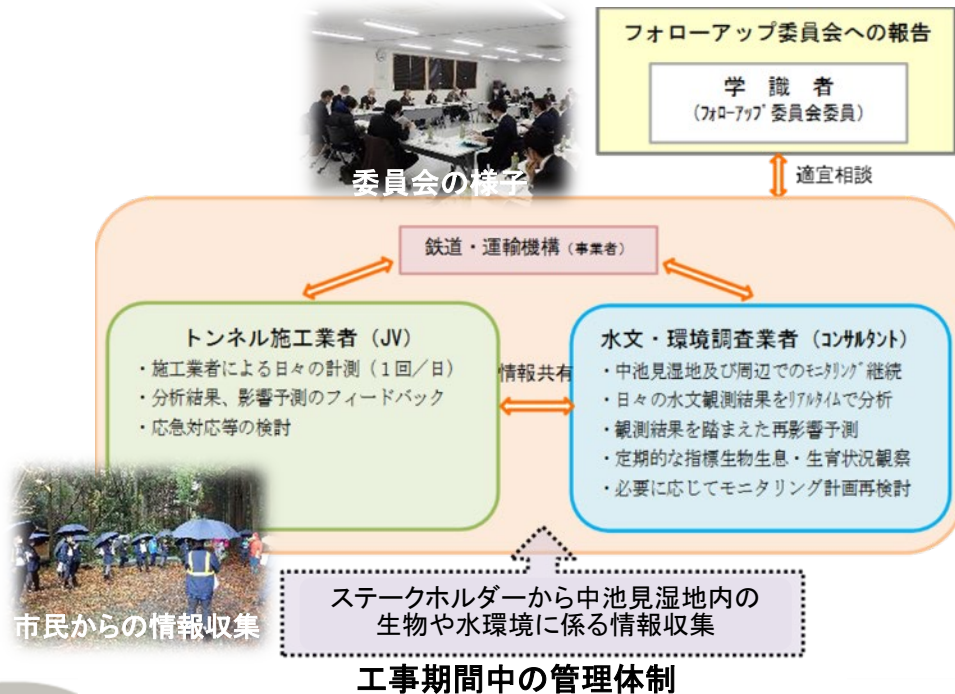 フォローアップ委員会への報告
学　識　者
(ﾌｫﾛｰｱｯﾌﾟ委員会委員)
委員会の様子
適宜相談
鉄道・運輸機構（事業者）
トンネル施工業者（JV）
・施工業者による日々の計測（１回／日）
・分析結果、影響予測のフィードバック
・応急対応等の検討
情報共有
水文・環境調査業者（ｺﾝｻﾙﾀﾝﾄ）
・中池見湿地及び周辺でのﾓﾆﾀﾘﾝｸﾞ継続
・日々の水文観測結果をﾘｱﾙﾀｲﾑで分析
・観測結果を踏まえた再影響予測
・定期的な指標生物生息・生育状況観察
・必要に応じてモニタリング計画再検討
市民からの情報収集
ステークホルダーから中池見湿地内の
生物や水環境に係る情報収集
工事期間中の管理体制